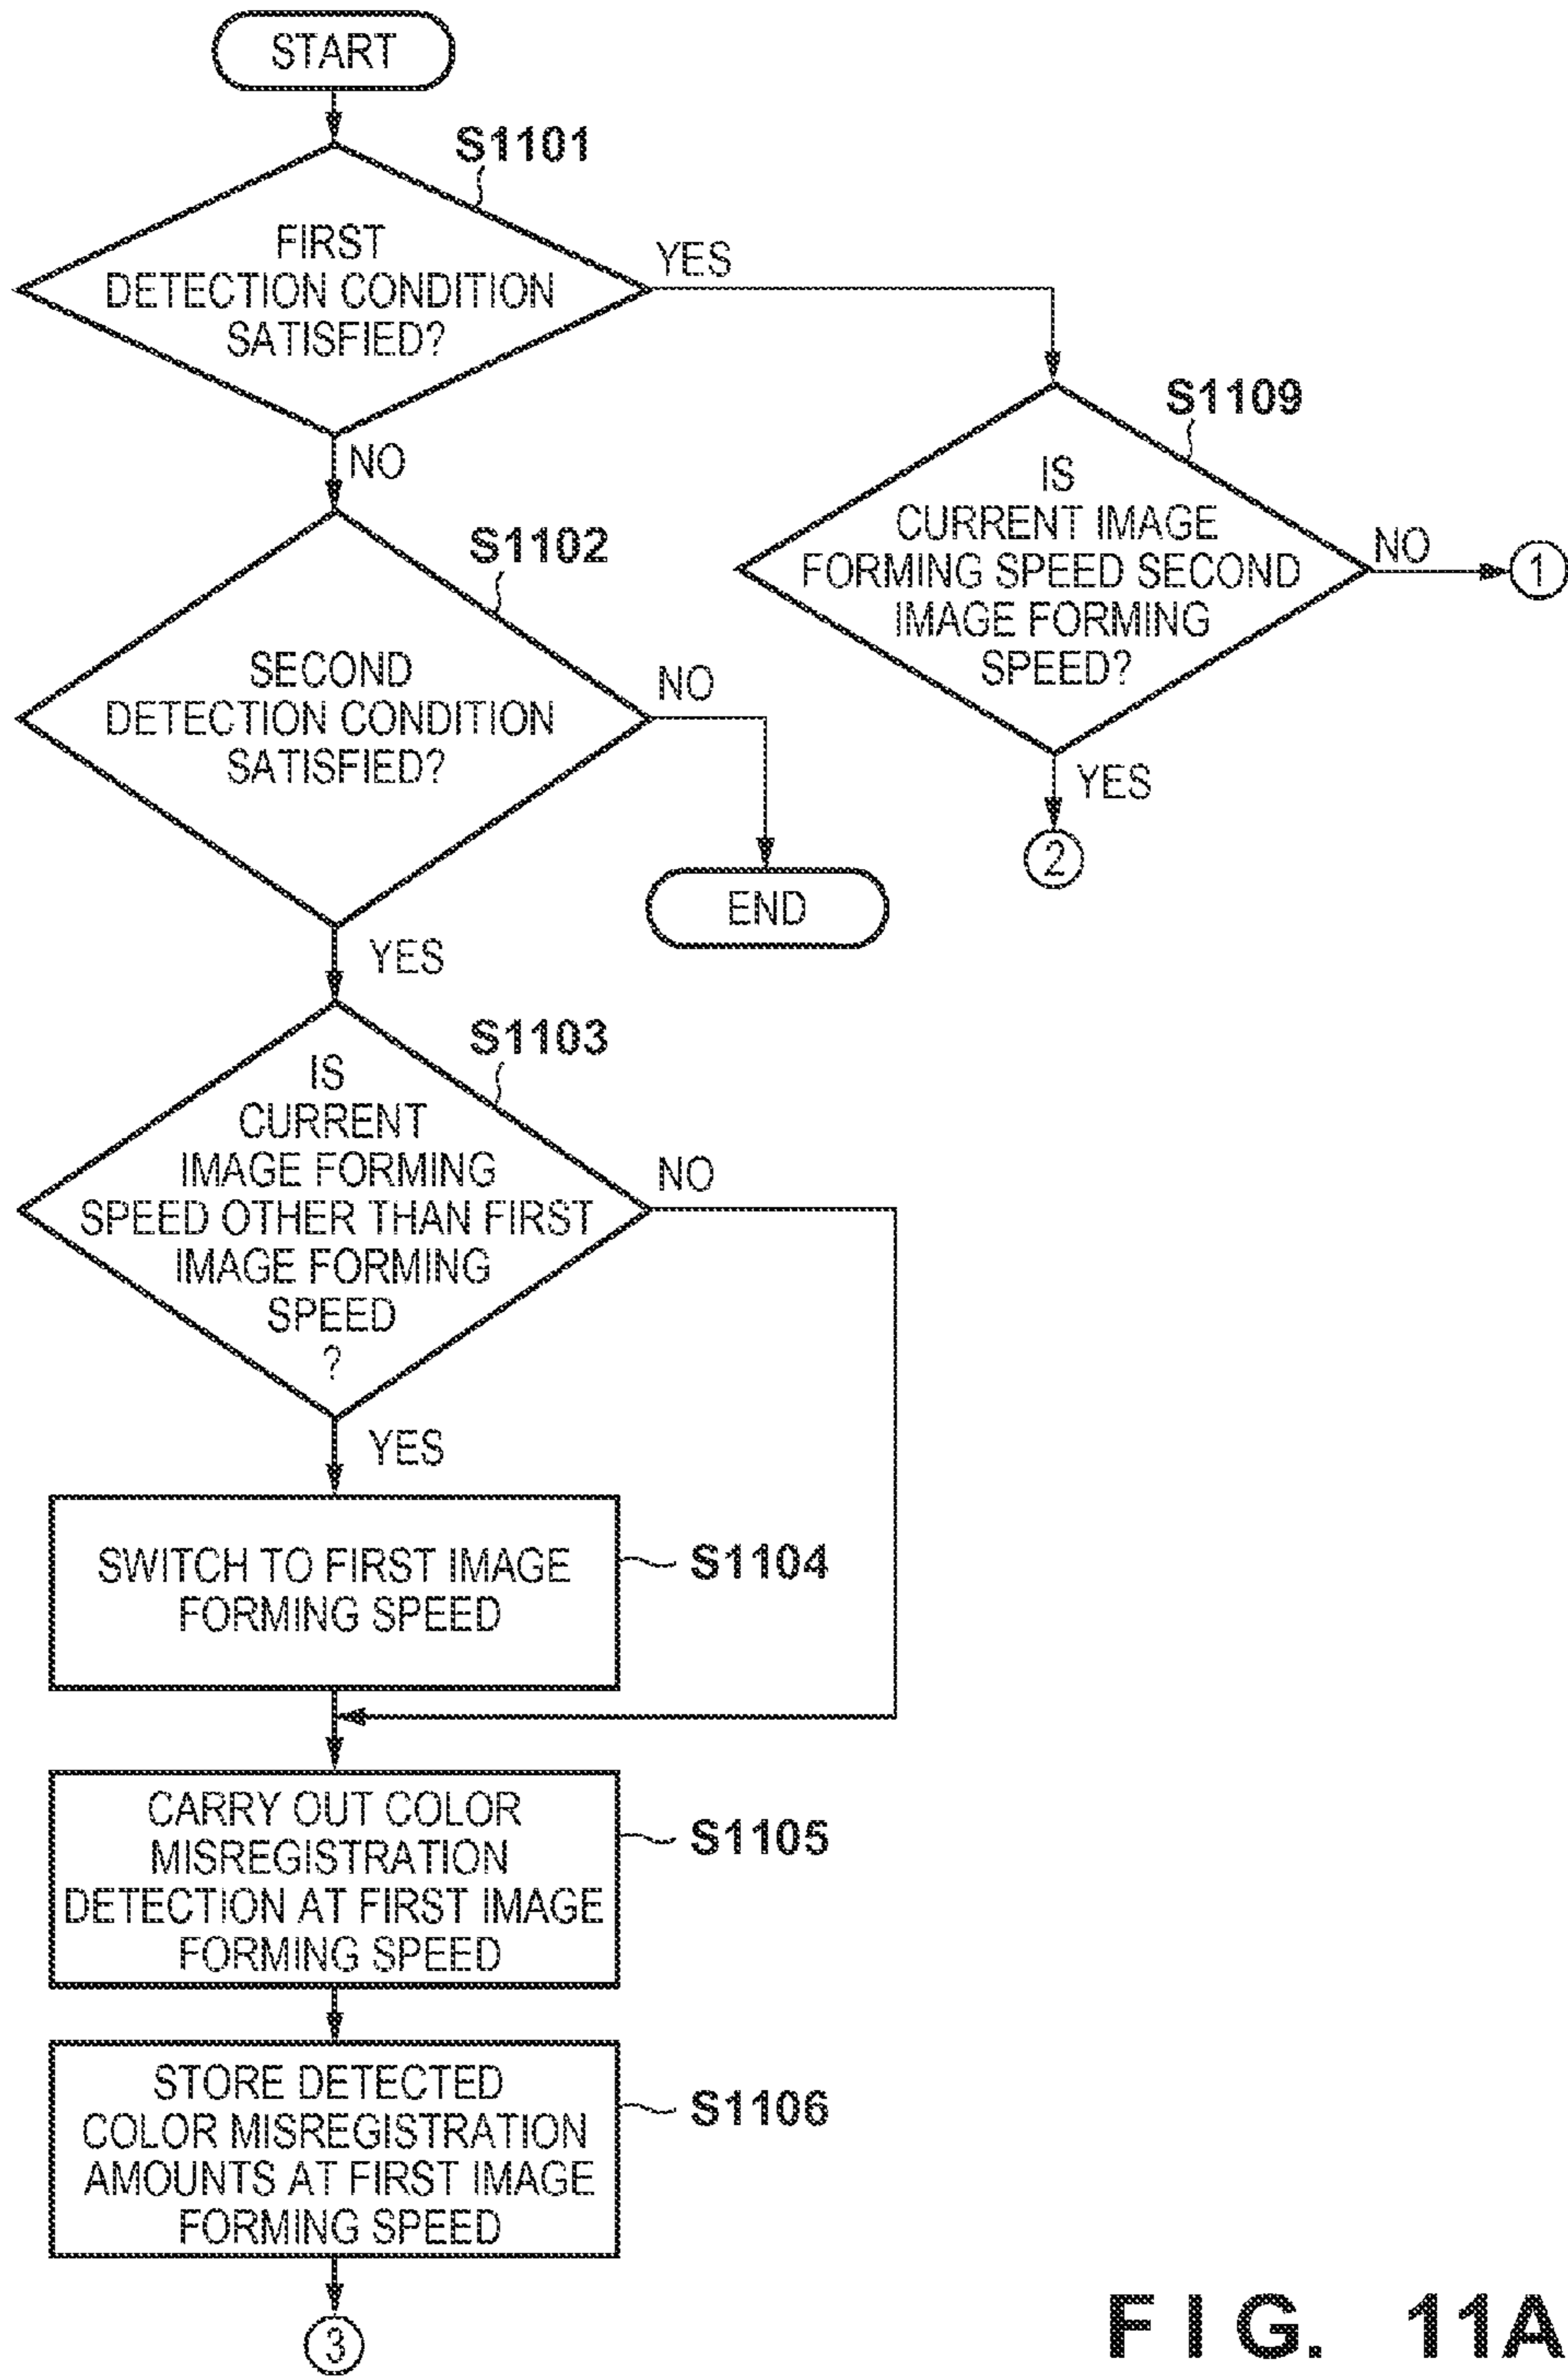 START
S1101
FIRST
DETECTION CONDITION
SATISFIED?
YES
NO
S1109
IS
CURRENT IMAGE
FORMING SPEED SECOND
IMAGE FORMING
SPEED?
NO
1
YES
2
S1102
SECOND
DETECTION CONDITION
SATISFIED?
NO
END
YES
S1103
IS
CURRENT
IMAGE FORMING
SPEED OTHER THAN FIRST
IMAGE FORMING
SPEED
?
NO
YES
SWITCH TO FIRST IMAGE
FORMING SPEED
S1104
CARRY OUT COLOR
MISREGISTRATION
DETECTION AT FIRST IMAGE
FORMING SPEED
S1105
STORE DETECTED
COLOR MISREGISTRATION
AMOUNTS AT FIRST IMAGE
FORMING SPEED
S1106
3
FIG. 11A